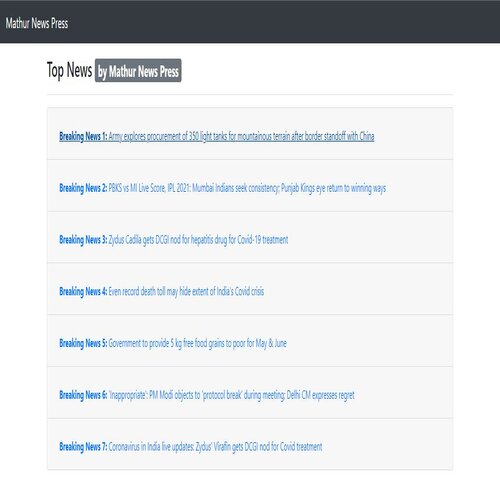 Mathur News Press
Top News by Mathur News Press
Breaking News 1: Army explores procurement of 350 light tanks for mountainous terrain after border standoff with China
Breaking News 2: PBKS vs MI Live Score, IPL 2021: Mumbai Indians seek consistency; Punjab Kings eye return to winning ways
Breaking News 3: Zydus Cadila gets DCGI nod for hepatitis drug for Covid-19 treatment
Breaking News 4: Even record death toll may hide extent of India's Covid crisis
Breaking News 5: Government to provide 5 kg free food grains to poor for May & June
Breaking News 6: 'Inappropriate': PM Modi objects to 'protocol break' during meeting; Delhi CM expresses regret
Breaking News 7: Coronavirus in India live updates: Zydus' Virafin gets DCGI nod for Covid treatment